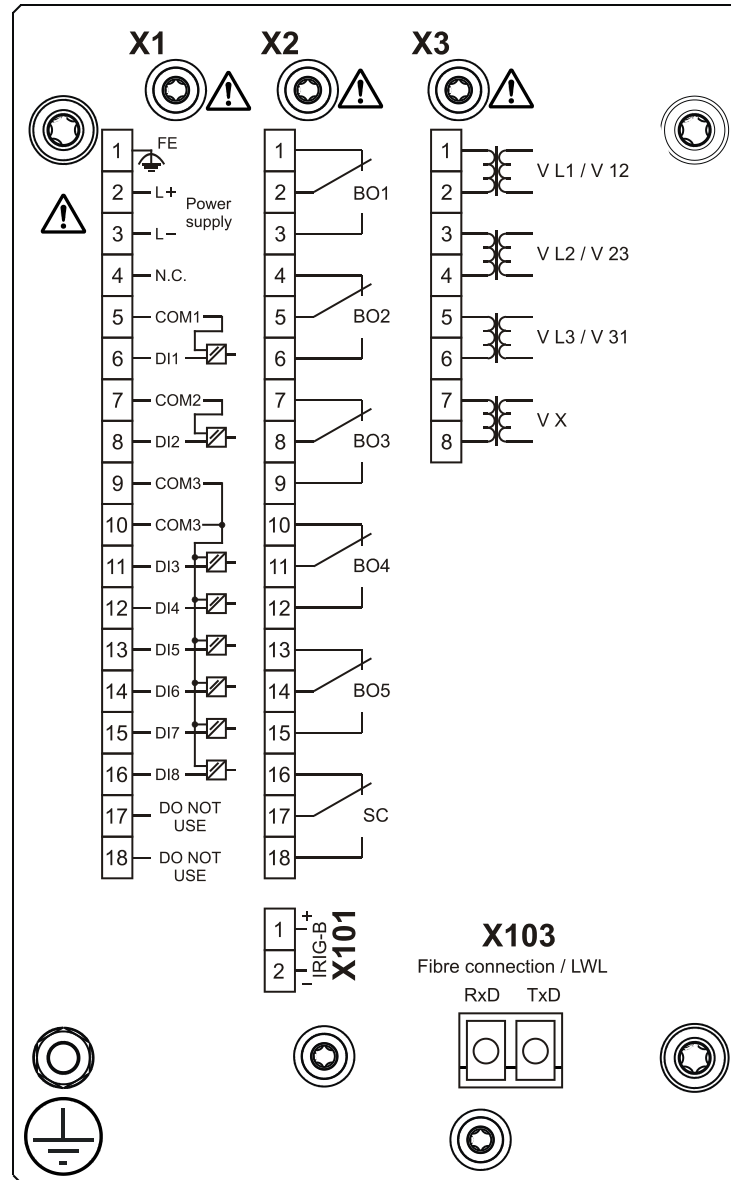 X1 X2 X3
1 FE
2 L+
Power
supply
3 L−
4 N.C.
5 COM1
6 DI1
7 COM2
8 DI2
9 COM3
10 COM3
11 DI3
12 DI4
13 DI5
14 DI6
15 DI7
16 DI8
17 DO NOT
USE
18 DO NOT
USE
1
2 BO1
3
4
5 BO2
6
7
8 BO3
9
10
11 BO4
12
13
14 BO5
15
16
17 SC
18
1
2
V L1 / V 12
3
4
V L2 / V 23
5
6
V L3 / V 31
7
8
V X
1 +
2 −
IRIG-B
X101
X103
Fibre connection / LWL
RxD TxD